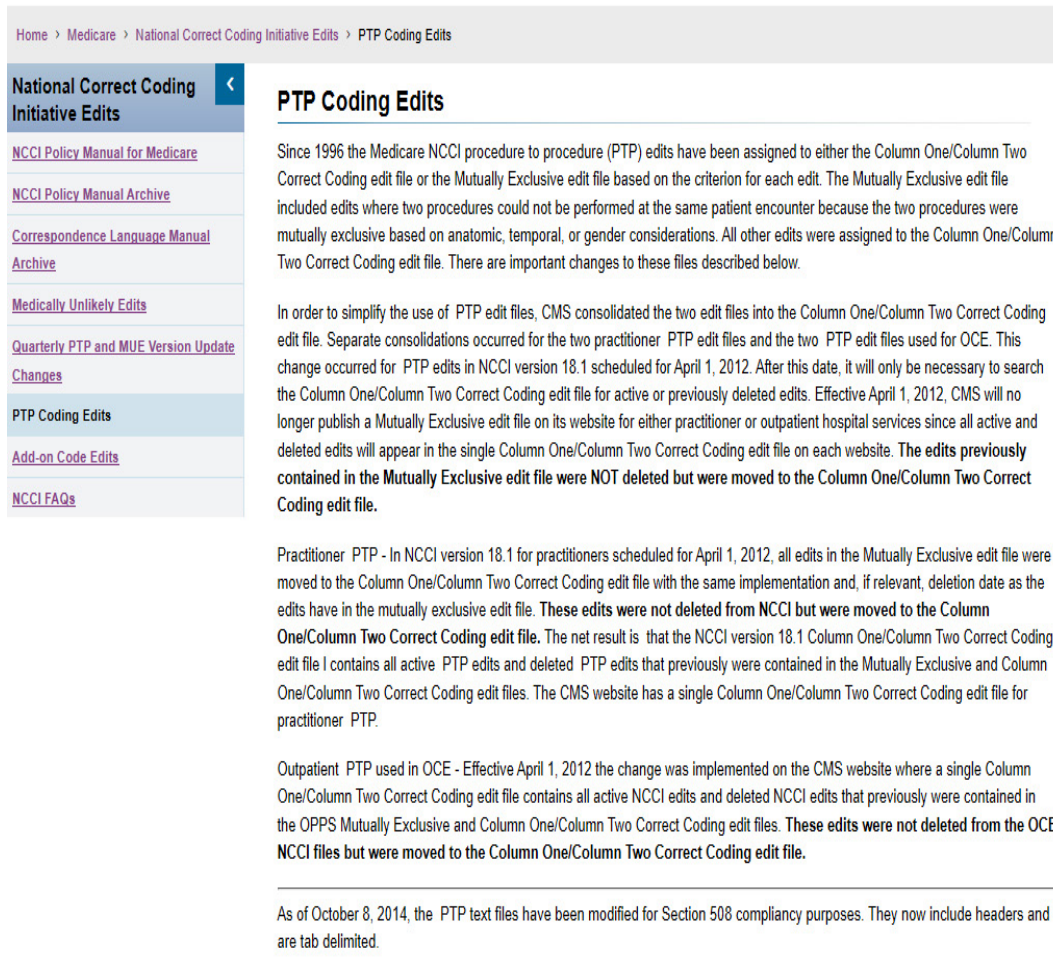 Home > Medicare > National Correct Coding Initiative Edits > PTP Coding Edits
National Correct Coding
Initiative Edits
NCCI Policy Manual for Medicare
NCCI Policy Manual Archive
Correspondence Language Manual
Archive
Medically Unlikely Edits
Quarterly PTP and MUE Version Update
Changes
PTP Coding Edits
Add-on Code Edits
NCCI FAQs
PTP Coding Edits
Since 1996 the Medicare NCCI procedure to procedure (PTP) edits have been assigned to either the Column One/Column Two
Correct Coding edit file or the Mutually Exclusive edit file based on the criterion for each edit. The Mutually Exclusive edit file
included edits where two procedures could not be performed at the same patient encounter because the two procedures were
mutually exclusive based on anatomic, temporal, or gender considerations. All other edits were assigned to the Column One/Column
Two Correct Coding edit file. There are important changes to these files described below.
In order to simplify the use of PTP edit files, CMS consolidated the two edit files into the Column One/Column Two Correct Coding
edit file. Separate consolidations occurred for the two practitioner PTP edit files and the two PTP edit files used for OCE. This
change occurred for PTP edits in NCCI version 18.1 scheduled for April 1, 2012. After this date, it will only be necessary to search
the Column One/Column Two Correct Coding edit file for active or previously deleted edits. Effective April 1, 2012, CMS will no
longer publish a Mutually Exclusive edit file on its website for either practitioner or outpatient hospital services since all active and
deleted edits will appear in the single Column One/Column Two Correct Coding edit file on each website. The edits previously
contained in the Mutually Exclusive edit file were NOT deleted but were moved to the Column One/Column Two Correct
Coding edit file.
Practitioner PTP - In NCCI version 18.1 for practitioners scheduled for April 1, 2012, all edits in the Mutually Exclusive edit file were
moved to the Column One/Column Two Correct Coding edit file with the same implementation and, if relevant, deletion date as the
edits have in the mutually exclusive edit file. These edits were not deleted from NCCI but were moved to the Column
One/Column Two Correct Coding edit file. The net result is that the NCCI version 18.1 Column One/Column Two Correct Coding
edit file I contains all active PTP edits and deleted PTP edits that previously were contained in the Mutually Exclusive and Column
One/Column Two Correct Coding edit files. The CMS website has a single Column One/Column Two Correct Coding edit file for
practitioner PTP.
Outpatient PTP used in OCE - Effective April 1, 2012 the change was implemented on the CMS website where a single Column
One/Column Two Correct Coding edit file contains all active NCCI edits and deleted NCCI edits that previously were contained in
the OPPS Mutually Exclusive and Column One/Column Two Correct Coding edit files. These edits were not deleted from the OCE
NCCI files but were moved to the Column One/Column Two Correct Coding edit file.
As of October 8, 2014, the PTP text files have been modified for Section 508 compliancy purposes. They now include headers and
are tab delimited.